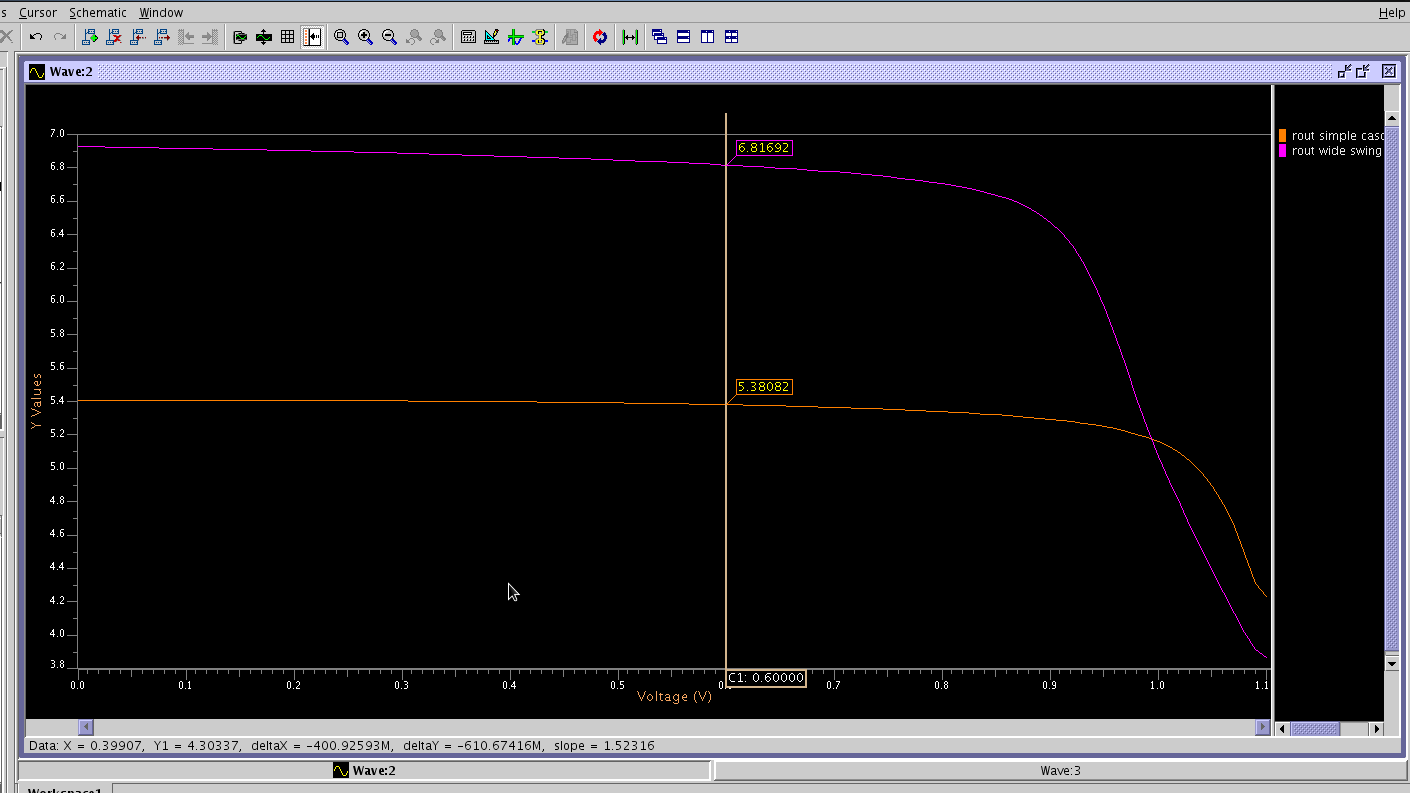 s Cursor Schematic Window Help
Wave:2
rout simple casc
rout wide swing
7.0
6.8
6.6
6.4
6.2
6.0
5.8
5.6
5.4
5.2
5.0
4.8
4.6
4.4
4.2
4.0
3.8
Y Values
6.81692
5.38082
0.0 0.1 0.2 0.3 0.4 0.5 0.7 0.8 0.9 1.0 1.1
C1: 0.60000
Voltage (V)
Data: X = 0.39907, Y1 = 4.30337, deltaX = -400.92593M, deltaY = -610.67416M, slope = 1.52316
Wave:2 Wave:3
Workspace1